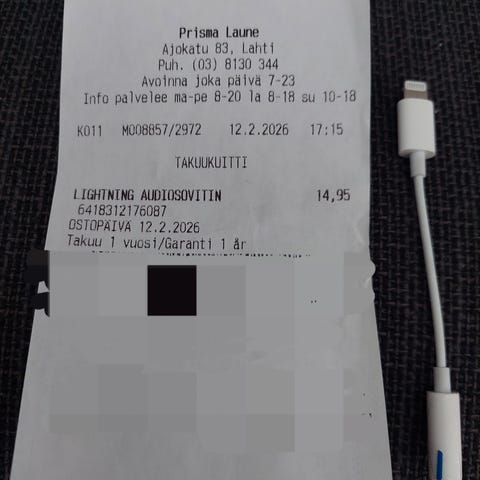 Prisma Laune
Ajokatu 83, Lahti
Puh. (03) 8130 344
Avoinna joka päivä 7-23
Info palvelee ma-pe 8-20 la 8-18 su 10-18
K011 M008857/2972 12.2.2026 17:15
TAKUUKUITTI
LIGHTNING AUDIOSOVITIN 14,95
6418312176087
OSTOPÄIVÄ 12.2.2026
Takuu 1 vuosi/Garanti 1 år